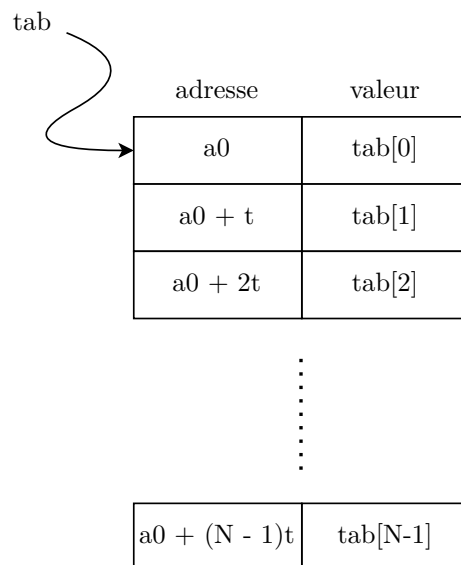 tab
adresse valeur
a0 tab[0]
a0 + t tab[1]
a0 + 2t tab[2]
a0 + (N - 1)t tab[N-1]